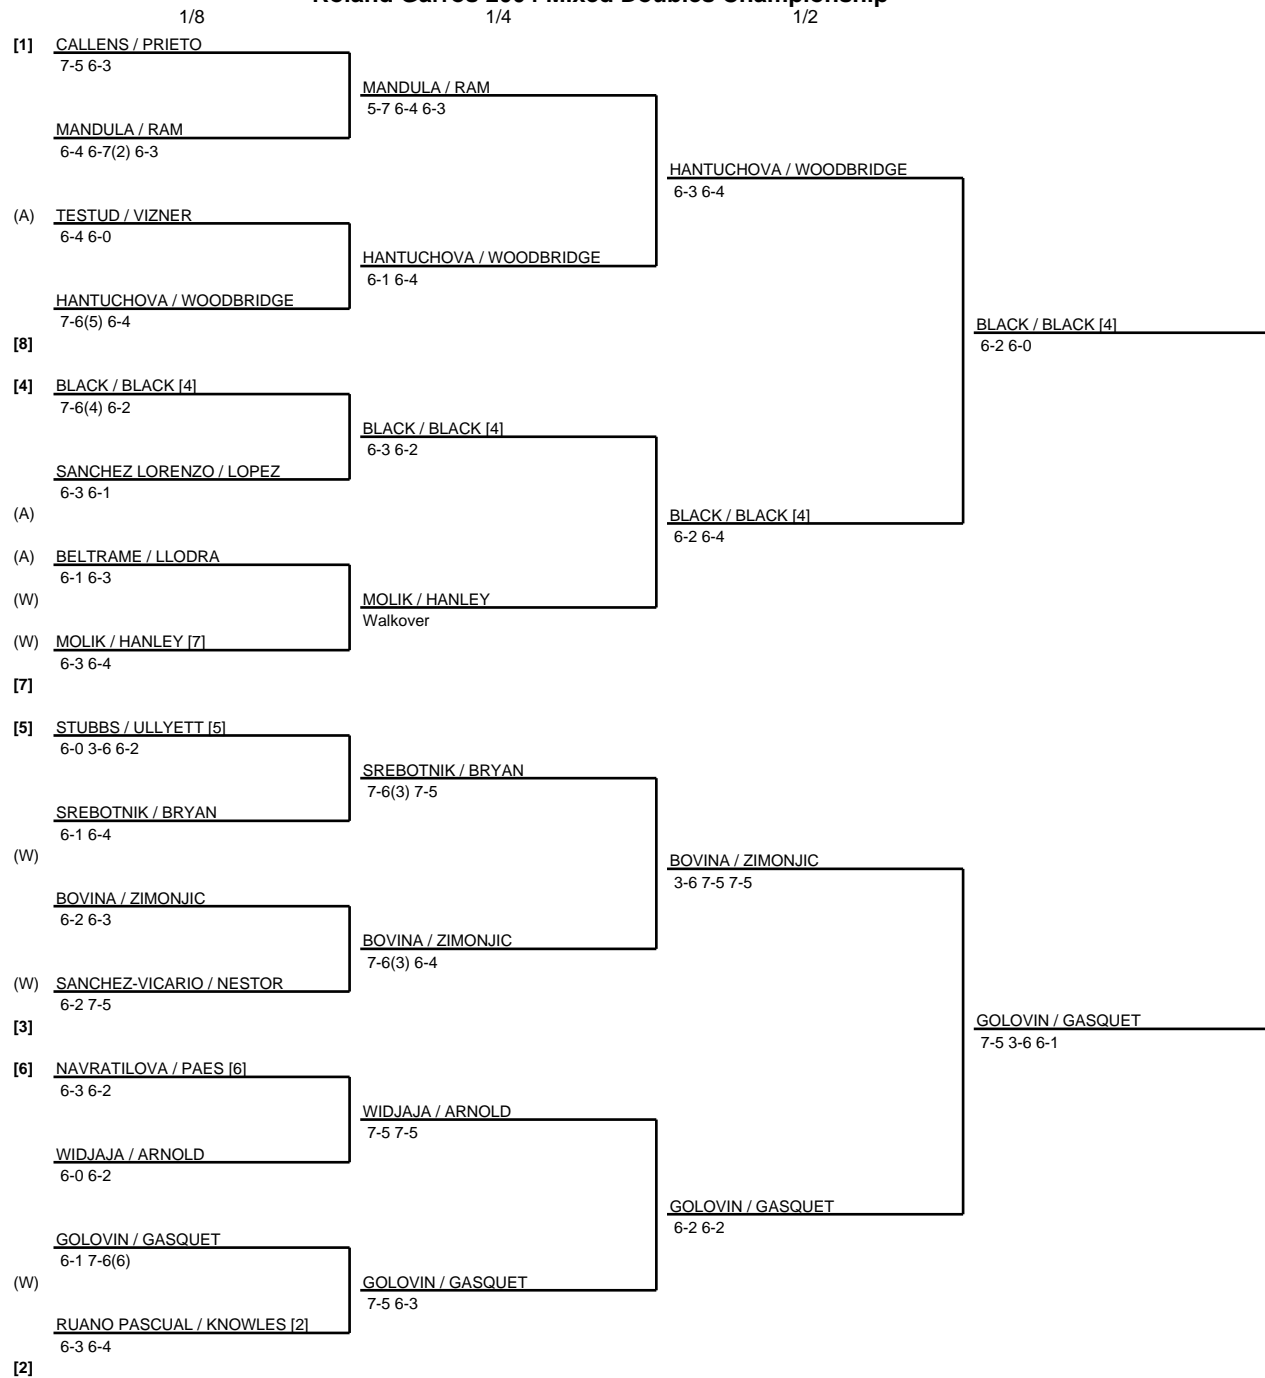 Roland Garros 2004 Mixed Doubles Championship
1/8 1/4 1/2
[1] CALLENS / PRIETO
7-5 6-3
MANDULA / RAM
5-7 6-4 6-3
MANDULA / RAM
6-4 6-7(2) 6-3
HANTUCHOVA / WOODBRIDGE
6-3 6-4
(A) TESTUD / VIZNER
6-4 6-0
HANTUCHOVA / WOODBRIDGE
6-1 6-4
HANTUCHOVA / WOODBRIDGE
7-6(5) 6-4
BLACK / BLACK [4]
6-2 6-0
[8]
[4] BLACK / BLACK [4]
7-6(4) 6-2
BLACK / BLACK [4]
6-3 6-2
SANCHEZ LORENZO / LOPEZ
6-3 6-1
(A)
BLACK / BLACK [4]
6-2 6-4
(A) BELTRAME / LLODRA
6-1 6-3
(W) MOLIK / HANLEY
Walkover
(W) MOLIK / HANLEY [7]
6-3 6-4
[7]
[5] STUBBS / ULLYETT [5]
6-0 3-6 6-2
SREBOTNIK / BRYAN
7-6(3) 7-5
SREBOTNIK / BRYAN
6-1 6-4
(W)
BOVINA / ZIMONJIC
3-6 7-5 7-5
BOVINA / ZIMONJIC
6-2 6-3
BOVINA / ZIMONJIC
7-6(3) 6-4
(W) SANCHEZ-VICARIO / NESTOR
6-2 7-5
[3]
GOLOVIN / GASQUET
7-5 3-6 6-1
[6] NAVRATILOVA / PAES [6]
6-3 6-2
WIDJAJA / ARNOLD
7-5 7-5
WIDJAJA / ARNOLD
6-0 6-2
GOLOVIN / GASQUET
6-2 6-2
GOLOVIN / GASQUET
6-1 7-6(6)
(W) GOLOVIN / GASQUET
7-5 6-3
RUANO PASCUAL / KNOWLES [2]
6-3 6-4
[2]